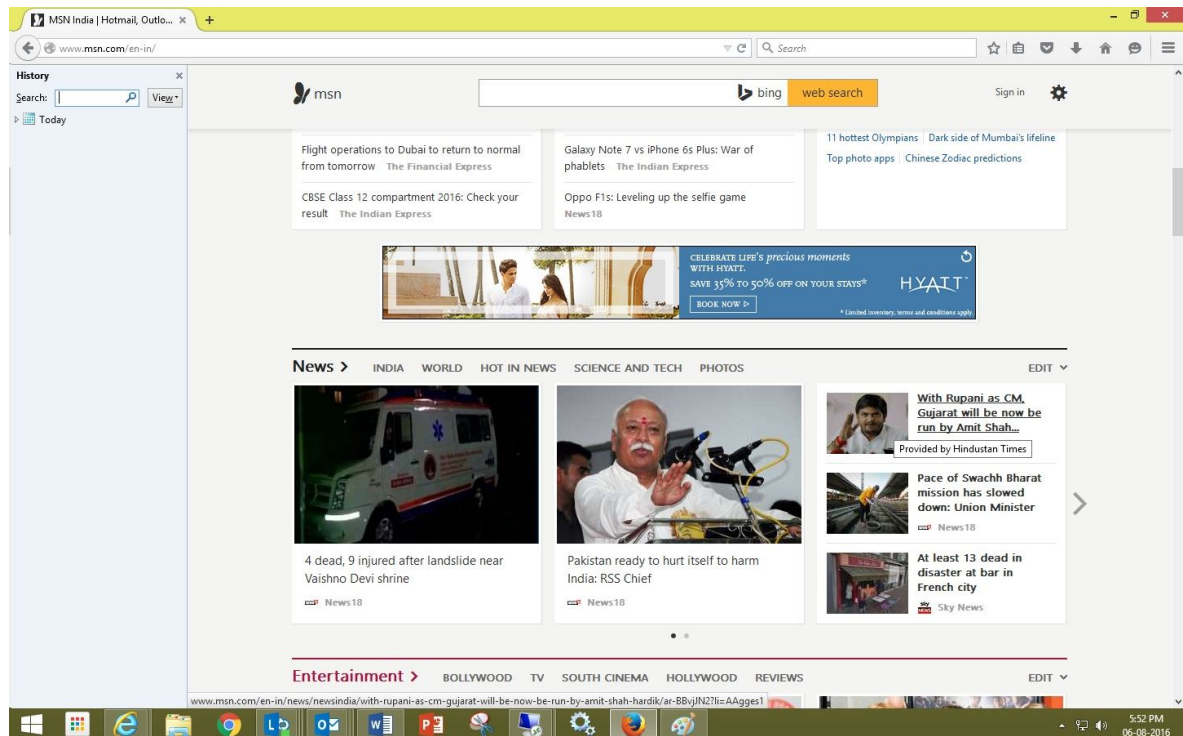 MSN India | Hotmail, Outlo... ×
+
www.msn.com/en-in/
Search
History ×
Search:
View
Today
msn
bing
web search
Sign in
Flight operations to Dubai to return to normal
from tomorrow The Financial Express
CBSE Class 12 compartment 2016: Check your
result The Indian Express
Galaxy Note 7 vs iPhone 6s Plus: War of
phablets The Indian Express
Oppo F1s: Leveling up the selfie game
News18
11 hottest Olympians Dark side of Mumbai's lifeline
Top photo apps Chinese Zodiac predictions
CELEBRATE LIFE'S precious moments
WITH HYATT.
SAVE 35% TO 50% OFF ON YOUR STAYS*
BOOK NOW
HYATT
* Limited inventory, terms and conditions apply.
News > INDIA WORLD HOT IN NEWS SCIENCE AND TECH PHOTOS EDIT
4 dead, 9 injured after landslide near
Vaishno Devi shrine
News18
Pakistan ready to hurt itself to harm
India: RSS Chief
News18
With Rupani as CM,
Gujarat will be now be
run by Amit Shah...
Provided by Hindustan Times
Pace of Swachh Bharat
mission has slowed
down: Union Minister
News18
At least 13 dead in
disaster at bar in
French city
sky NEWS Sky News
Entertainment > BOLLYWOOD TV SOUTH CINEMA HOLLYWOOD REVIEWS EDIT
www.msn.com/en-in/news/newsindia/with-rupani-as-cm-gujarat-will-be-now-be-run-by-amit-shah-hardik/ar-BBvjJN2?li=AAgges1
5:52 PM
06-08-2016